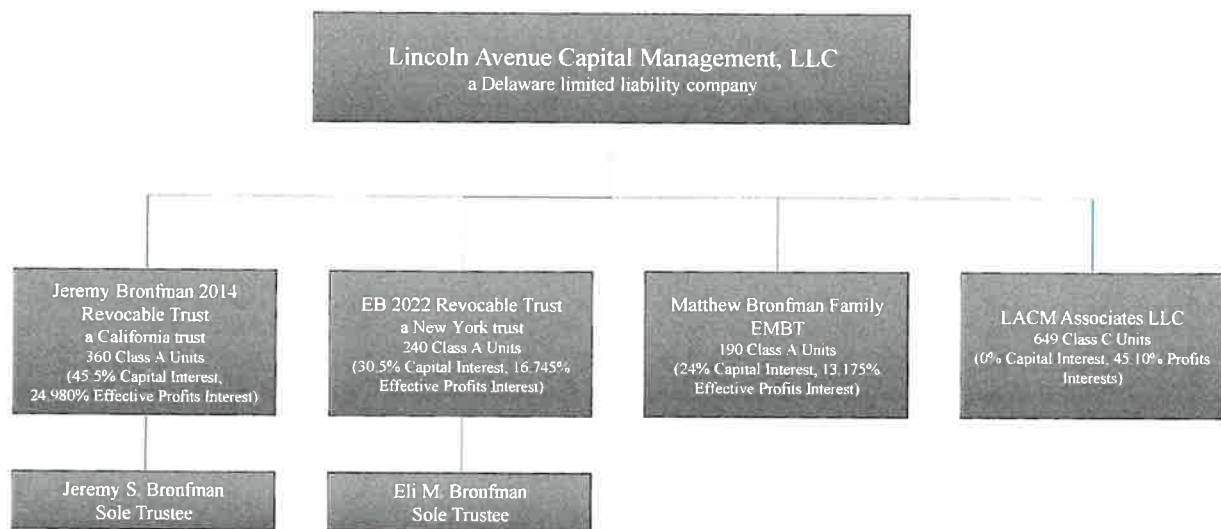 Lincoln Avenue Capital Management, LLC
a Delaware limited liability company
Jeremy Bronfman 2014
Revocable Trust
a California trust
360 Class A Units
(45.5% Capital Interest,
24.980% Effective Profits Interest)
EB 2022 Revocable Trust
a New York trust
240 Class A Units
(30.5% Capital Interest, 16.745%
Effective Profits Interest)
Matthew Bronfman Family
EMBT
190 Class A Units
(24% Capital Interest, 13.175%
Effective Profits Interest)
LACM Associates LLC
649 Class C Units
(0% Capital Interest, 45.10% Profits
Interests)
Jeremy S. Bronfman
Sole Trustee
Eli M. Bronfman
Sole Trustee